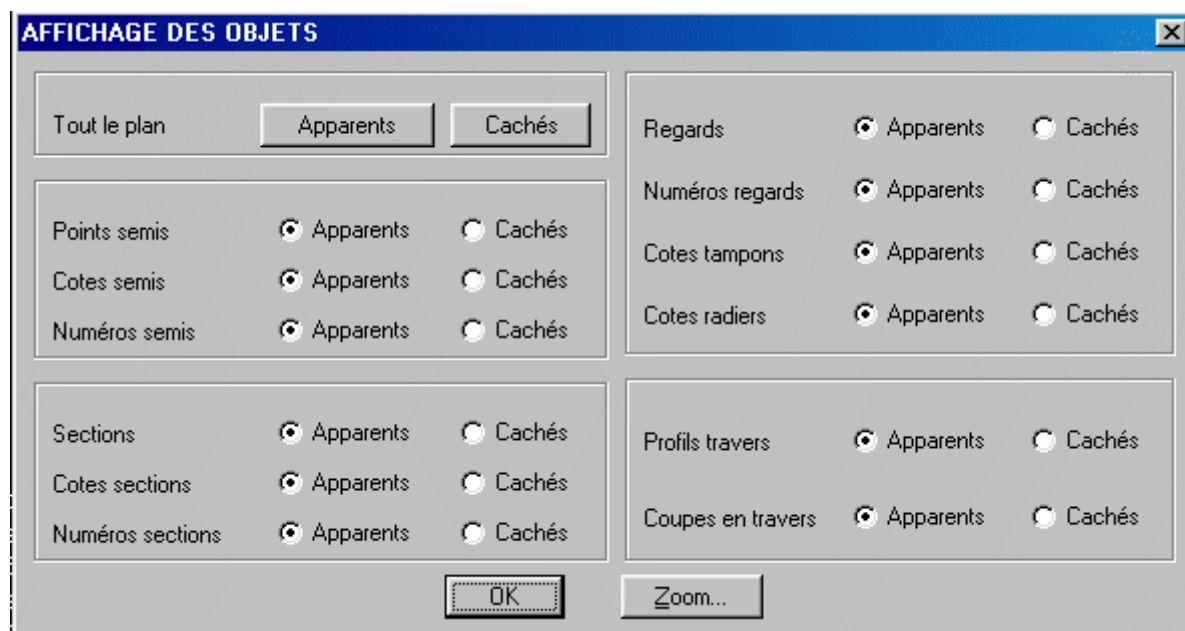 AFFICHAGE DES OBJETS
Tout le plan Apparents Cachés
Points semis Apparents Cachés
Cotes semis Apparents Cachés
Numéros semis Apparents Cachés
Sections Apparents Cachés
Cotes sections Apparents Cachés
Numéros sections Apparents Cachés
Regards Apparents Cachés
Numéros regards Apparents Cachés
Cotes tampons Apparents Cachés
Cotes radiers Apparents Cachés
Profils travers Apparents Cachés
Coupes en travers Apparents Cachés
OK Zoom...